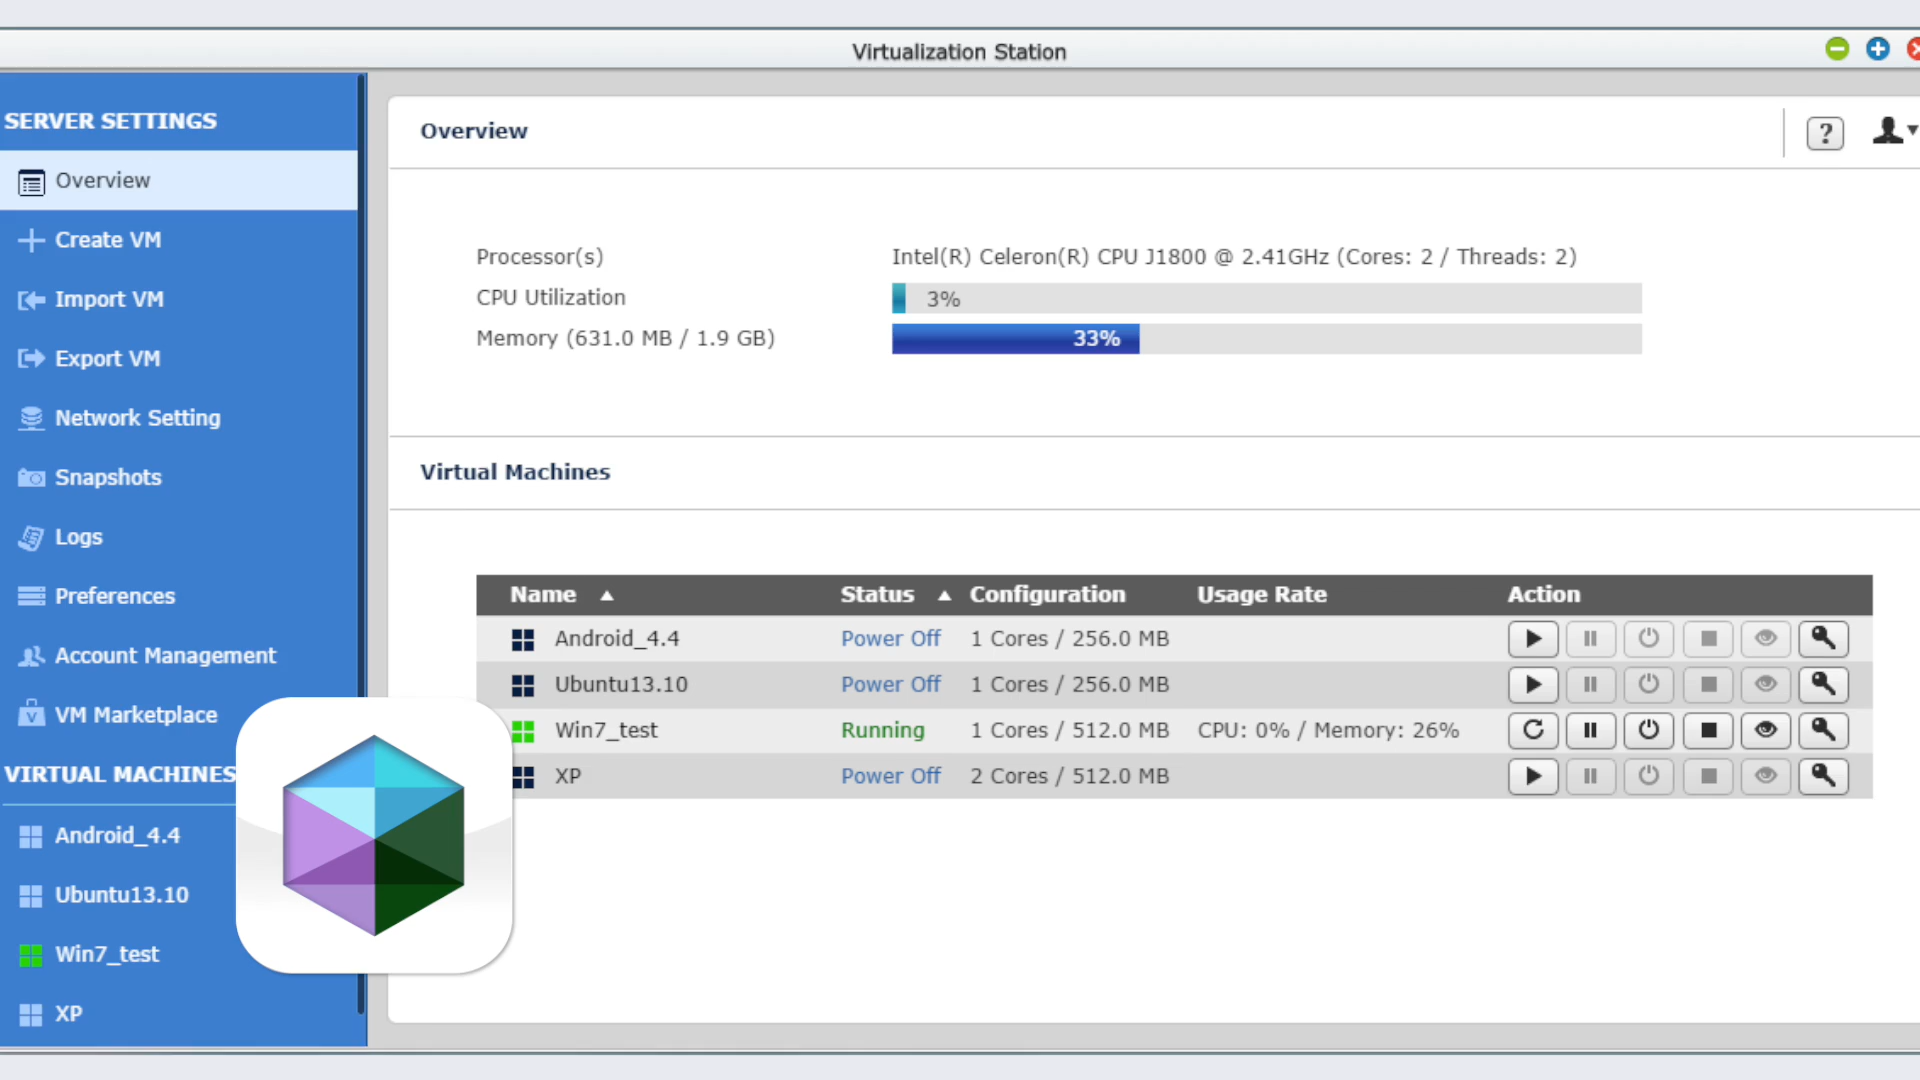 Virtualization Station
SERVER SETTINGS
Overview
Create VM
Import VM
Export VM
Network Setting
Snapshots
Logs
Preferences
Account Management
VM Marketplace
VIRTUAL MACHINES
Android_4.4
Ubuntu13.10
Win7_test
XP
Overview
?
Processor(s) Intel(R) Celeron(R) CPU J1800 @ 2.41GHz (Cores: 2 / Threads: 2)
CPU Utilization 3%
Memory (631.0 MB / 1.9 GB) 33%
Virtual Machines
Name Status Configuration Usage Rate Action
Android_4.4 Power Off 1 Cores / 256.0 MB
Ubuntu13.10 Power Off 1 Cores / 256.0 MB
Win7_test Running 1 Cores / 512.0 MB CPU: 0% / Memory: 26%
XP Power Off 2 Cores / 512.0 MB